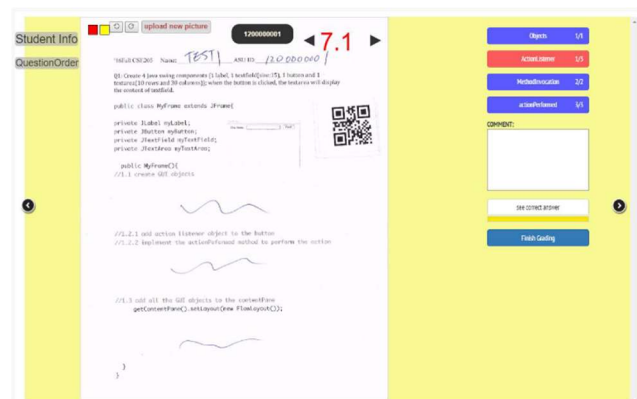 Student Info
QuestionOrder
upload new picture
1200000001
7.1
Name: TEST1 ASU ID: 120000000/
Q1: Create 4 java swing components (1 label, 1 textfield(size:15), 1 button and 1
textarea(10 rows and 30 columns)); when the button is clicked, the textarea will display
the content of textfield.
public class MyFrame extends JFrame{
private JLabel myLabel;
private JButton myButton;
private JTextField myTextField;
private JTextArea myTextArea;
public MyFrame(){
//1.1 create GUI objects
//1.2.1 add action listener object to the button
//1.2.2 implement the actionPerformed method to perform the action
//1.3 add all the GUI objects to the contentPane
getContentPane().setLayout(new FlowLayout());
}
}
Objects 1/1
ActionListener 1/3
MethodInvocation 2/2
actionPerformed
COMMENT:
see correct answer
Finish Grading